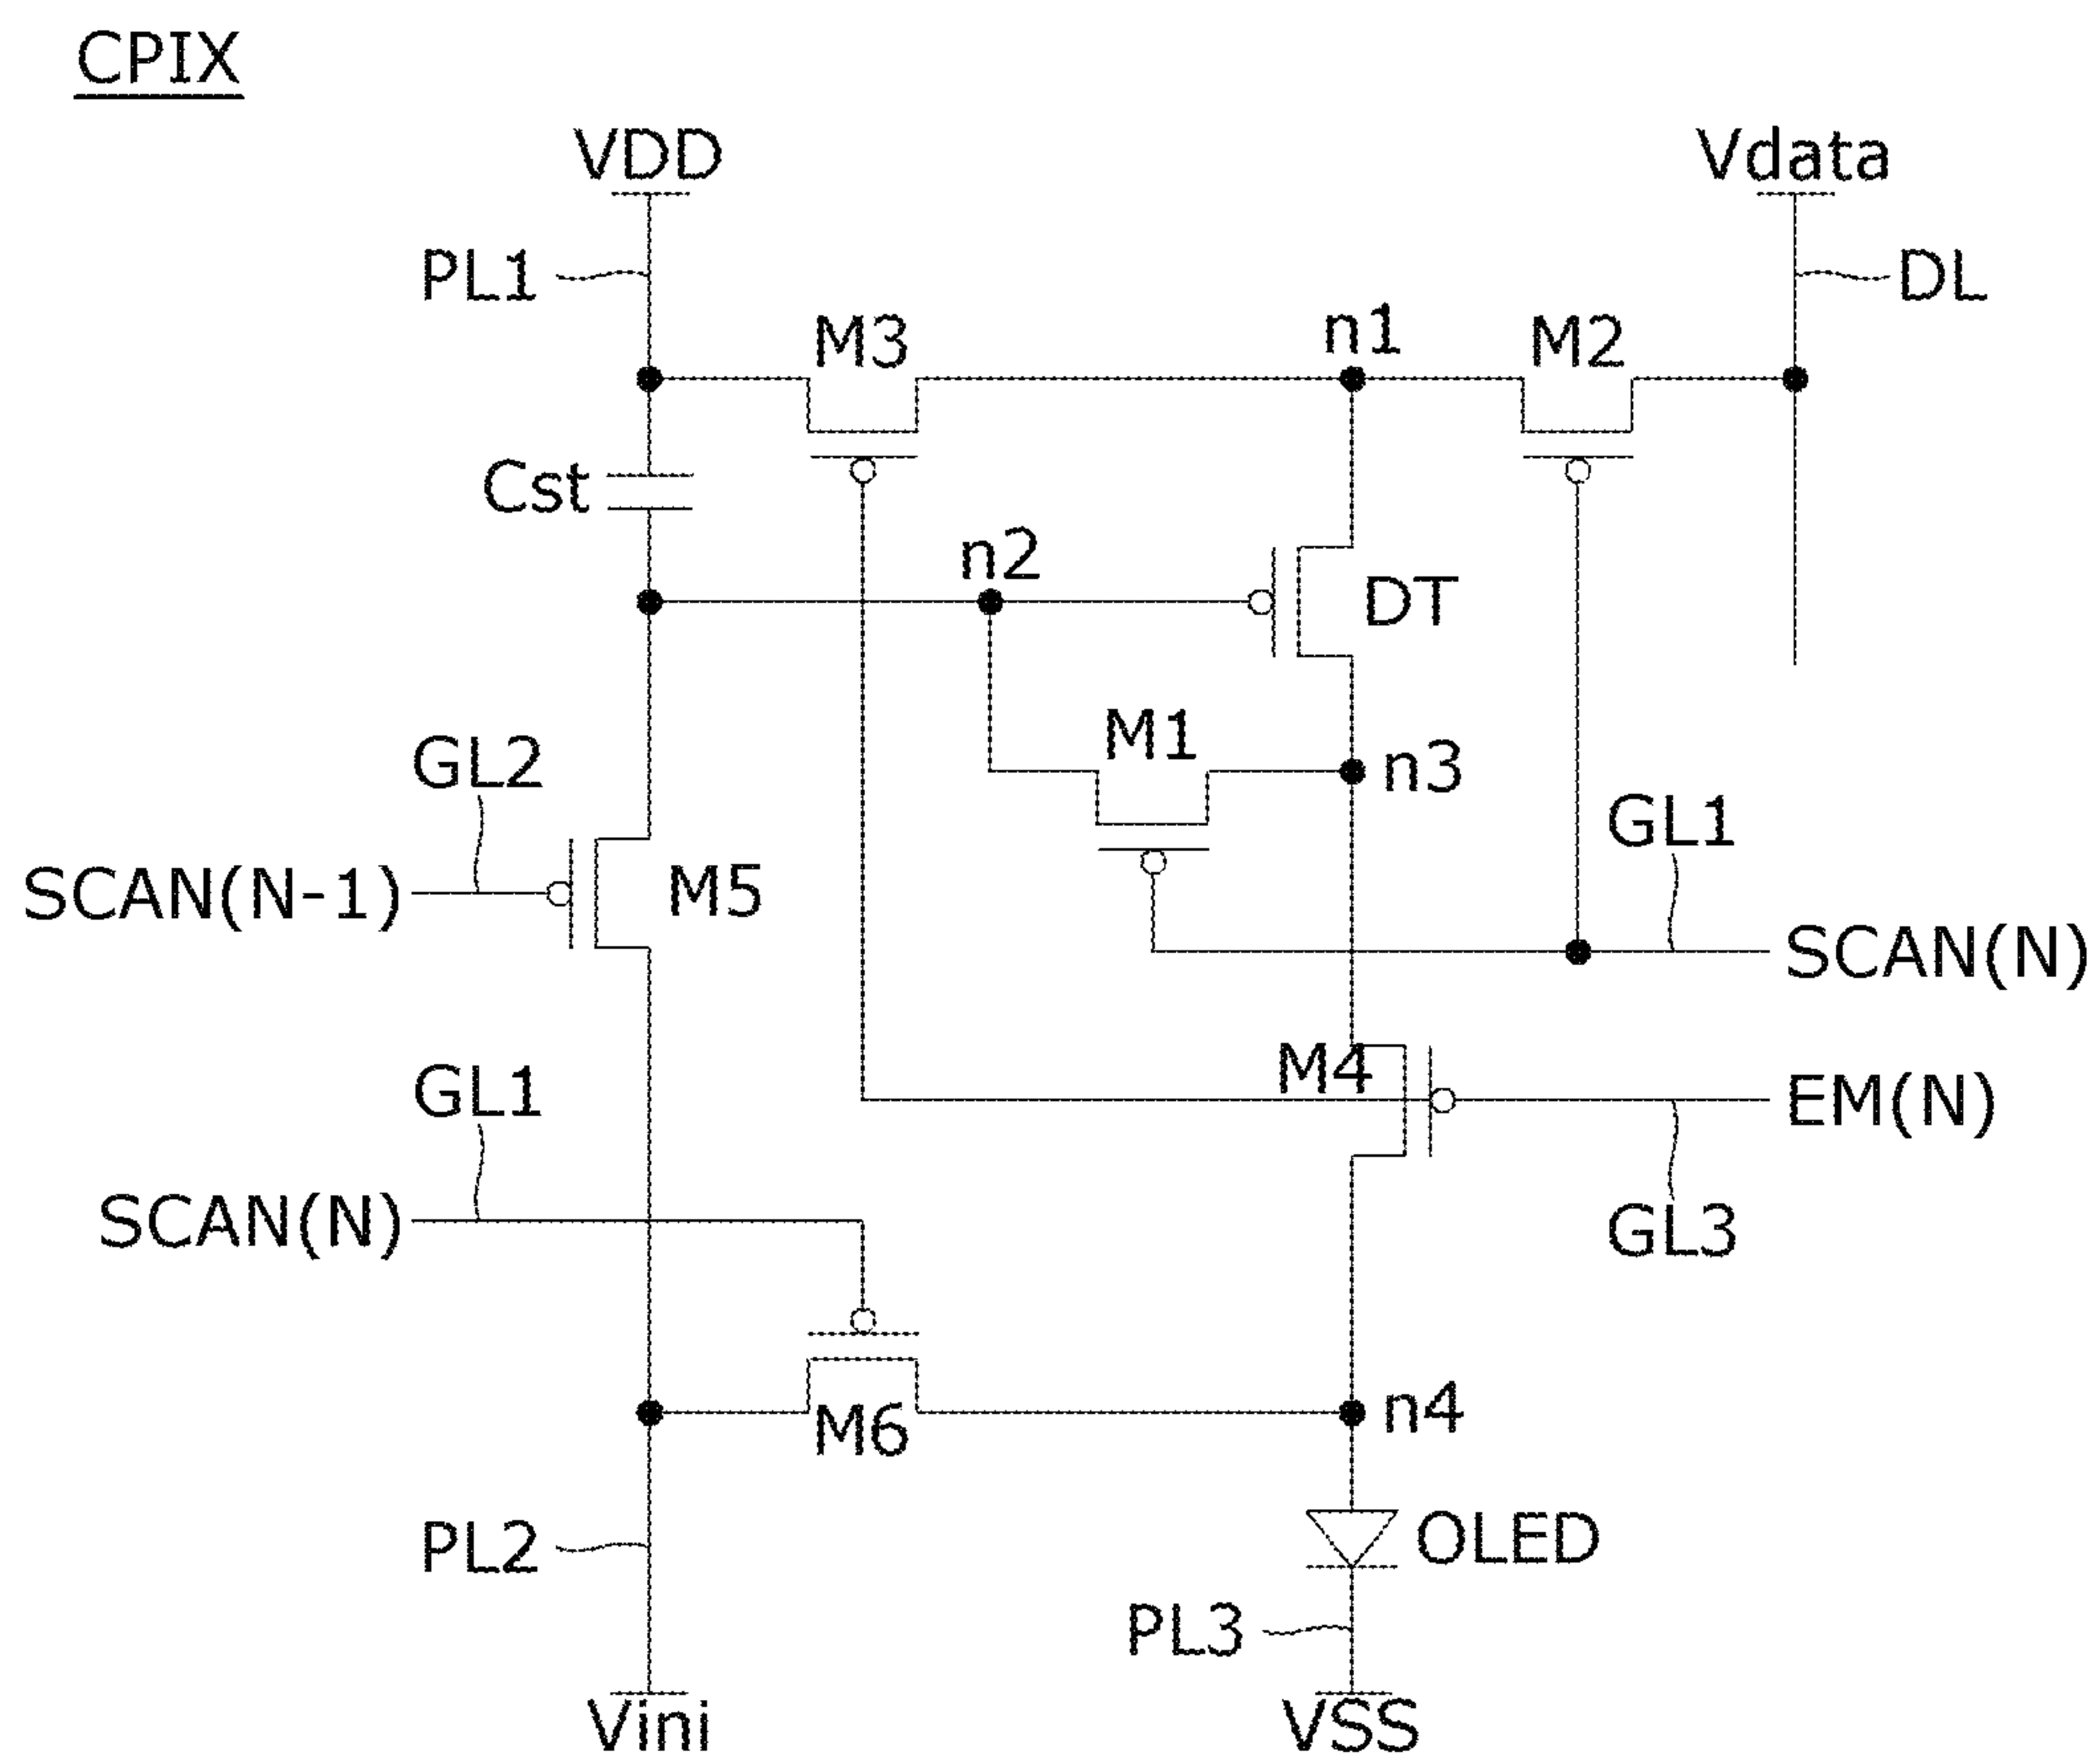 CPIX
VDD
Vdata
PL1
DL
M3
n1
M2
Cst
n2
DT
M1
n3
GL2
GL1
SCAN(N-1)
M5
SCAN(N)
M4
GL1
EM(N)
SCAN(N)
GL3
n4
M6
PL2
OLED
PL3
Vini
VSS